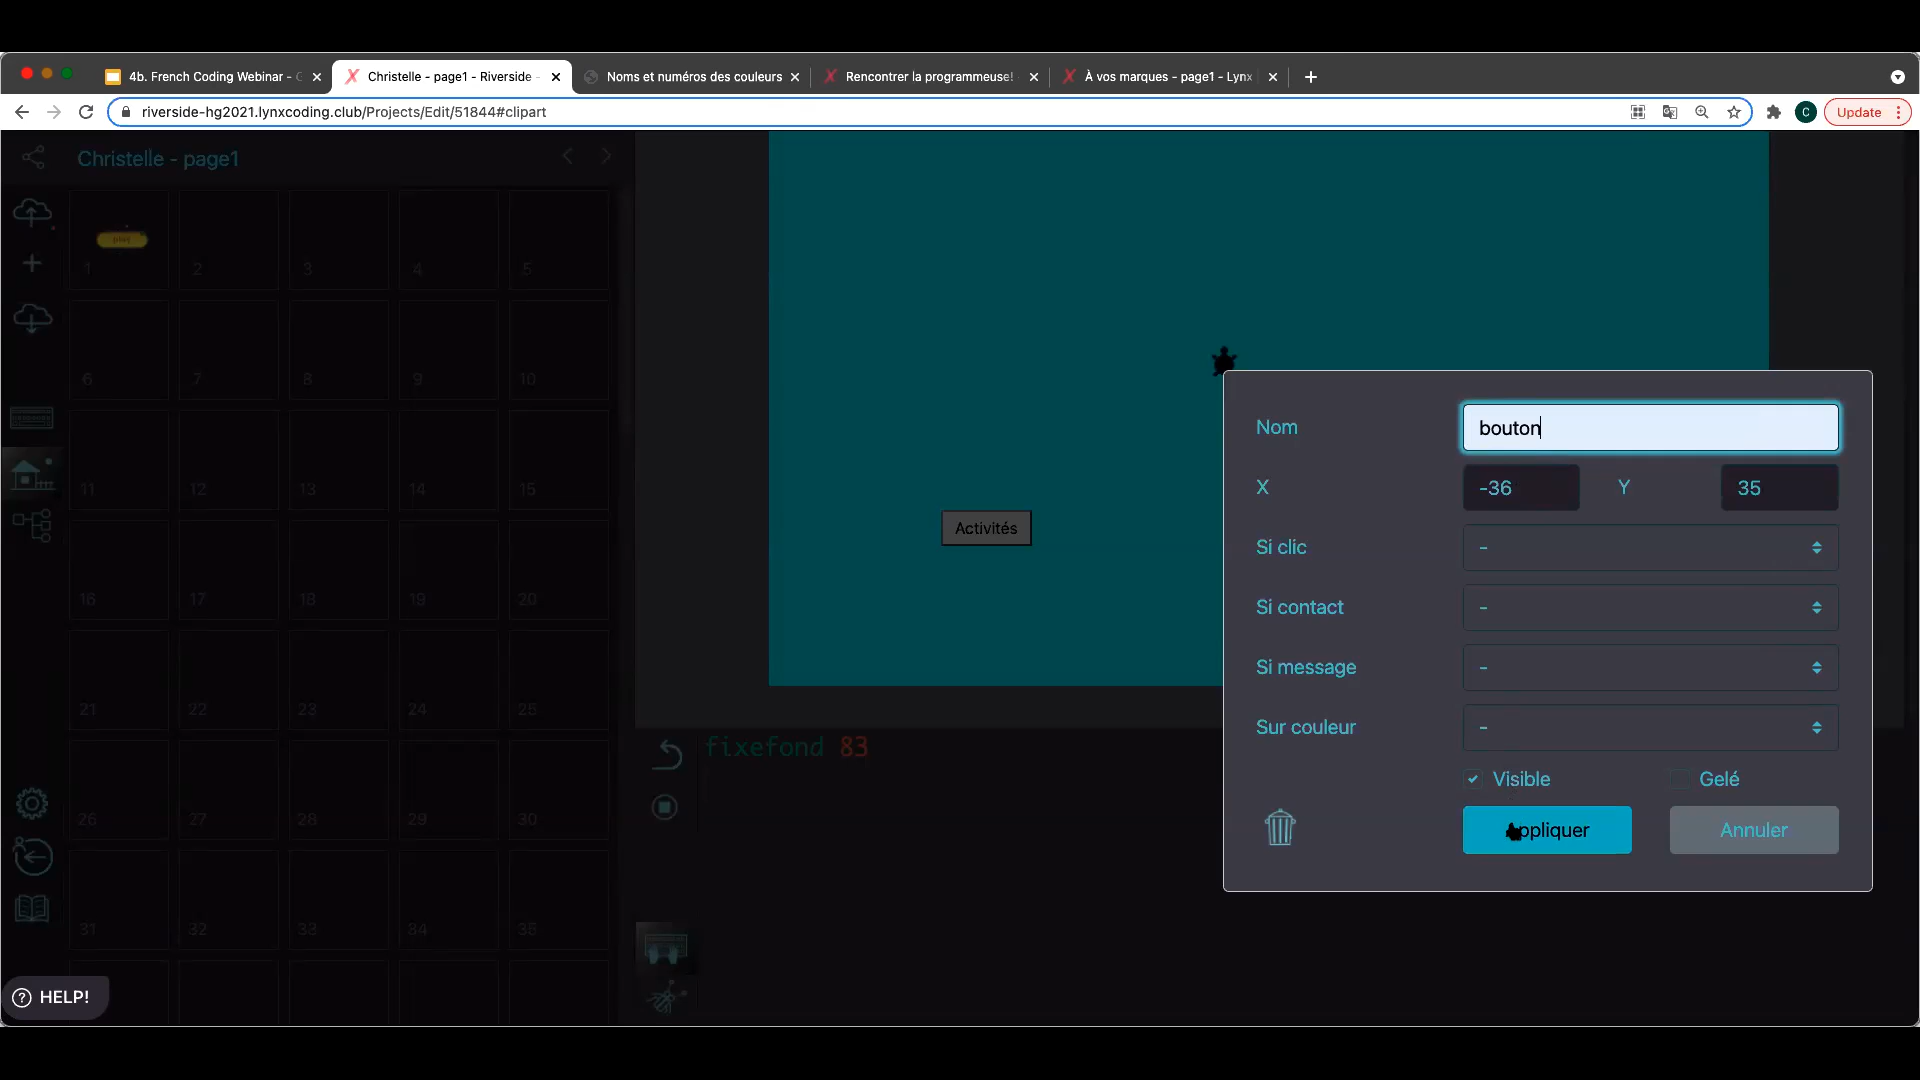 4b. French Coding Webinar -
Christelle - page1 - Riverside -
Noms et numéros des couleurs
Rencontrer la programmeuse!
À vos marques - page1 - Lynx
riverside-hg2021.lynxcoding.club/Projects/Edit/51844#clipart
C
Update
Christelle - page1
1 2 3 4 5
6 7 8 9 10
11 12 13 14 15
16 17 18 19 20
21 22 23 24 25
26 27 28 29 30
31 32 33 34 35
Activités
fixefond 83
Nom bouton
X -36 Y 35
Si clic -
Si contact -
Si message -
Sur couleur -
Visible Gelé
Appliquer Annuler
? HELP!